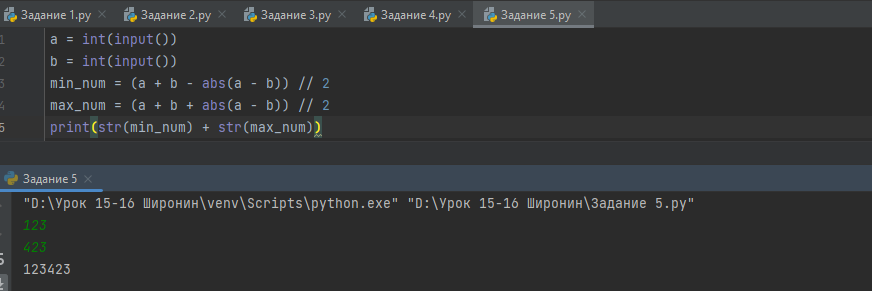 Задание 1.py Задание 2.py Задание 3.py Задание 4.py Задание 5.py
1 a = int(input())
2 b = int(input())
3 min_num = (a + b - abs(a - b)) // 2
4 max_num = (a + b + abs(a - b)) // 2
5 print(str(min_num) + str(max_num))
Задание 5
"D:\Урок 15-16 Широнин\venv\Scripts\python.exe" "D:\Урок 15-16 Широнин\Задание 5.py"
123
423
123423